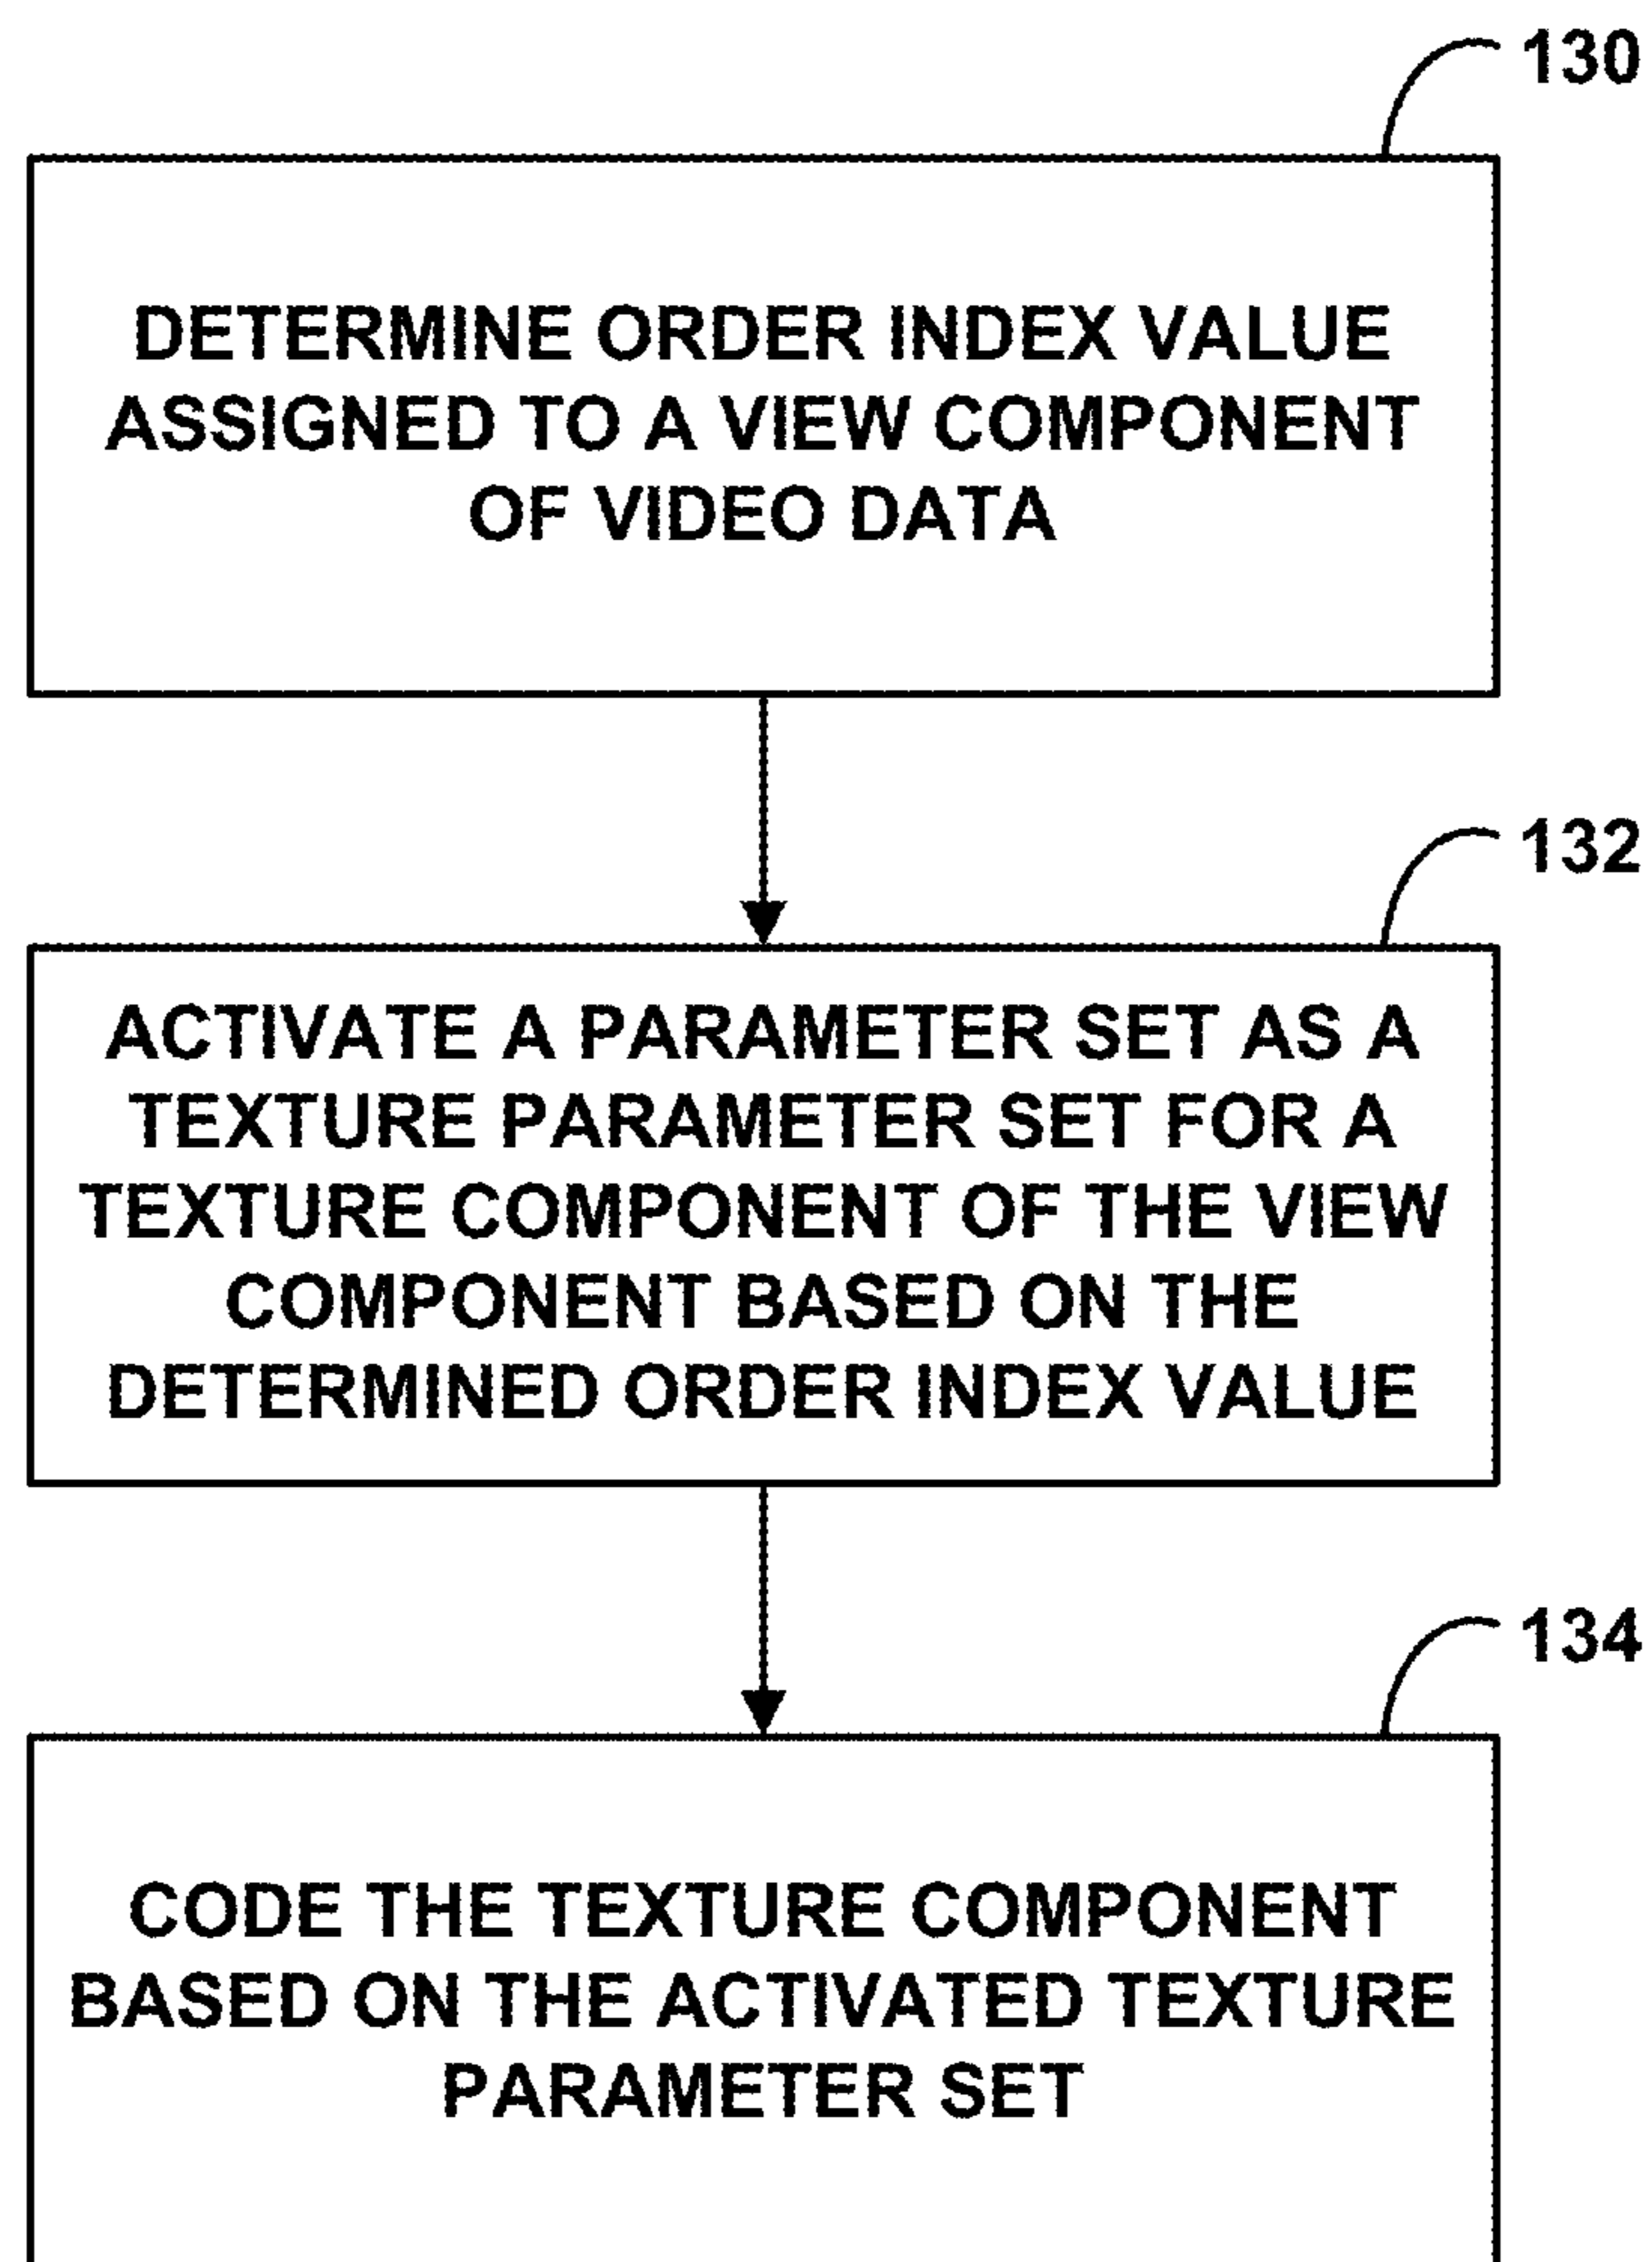 130
DETERMINE ORDER INDEX VALUE
ASSIGNED TO A VIEW COMPONENT
OF VIDEO DATA
132
ACTIVATE A PARAMETER SET AS A
TEXTURE PARAMETER SET FOR A
TEXTURE COMPONENT OF THE VIEW
COMPONENT BASED ON THE
DETERMINED ORDER INDEX VALUE
134
CODE THE TEXTURE COMPONENT
BASED ON THE ACTIVATED TEXTURE
PARAMETER SET